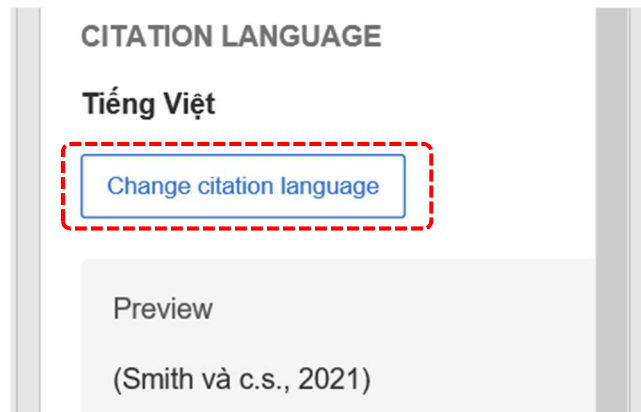 CITATION LANGUAGE
Tiếng Việt
Change citation language
Preview
(Smith và c.s., 2021)